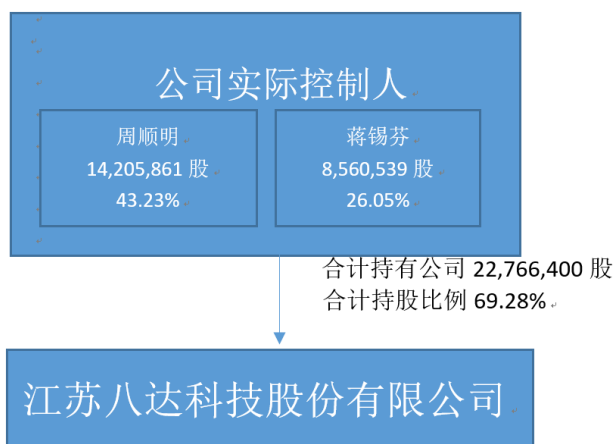 公司实际控制人
周顺明
14,205,861 股
43.23%
蒋锡芬
8,560,539 股
26.05%
合计持有公司 22,766,400 股
合计持股比例 69.28%
江苏八达科技股份有限公司